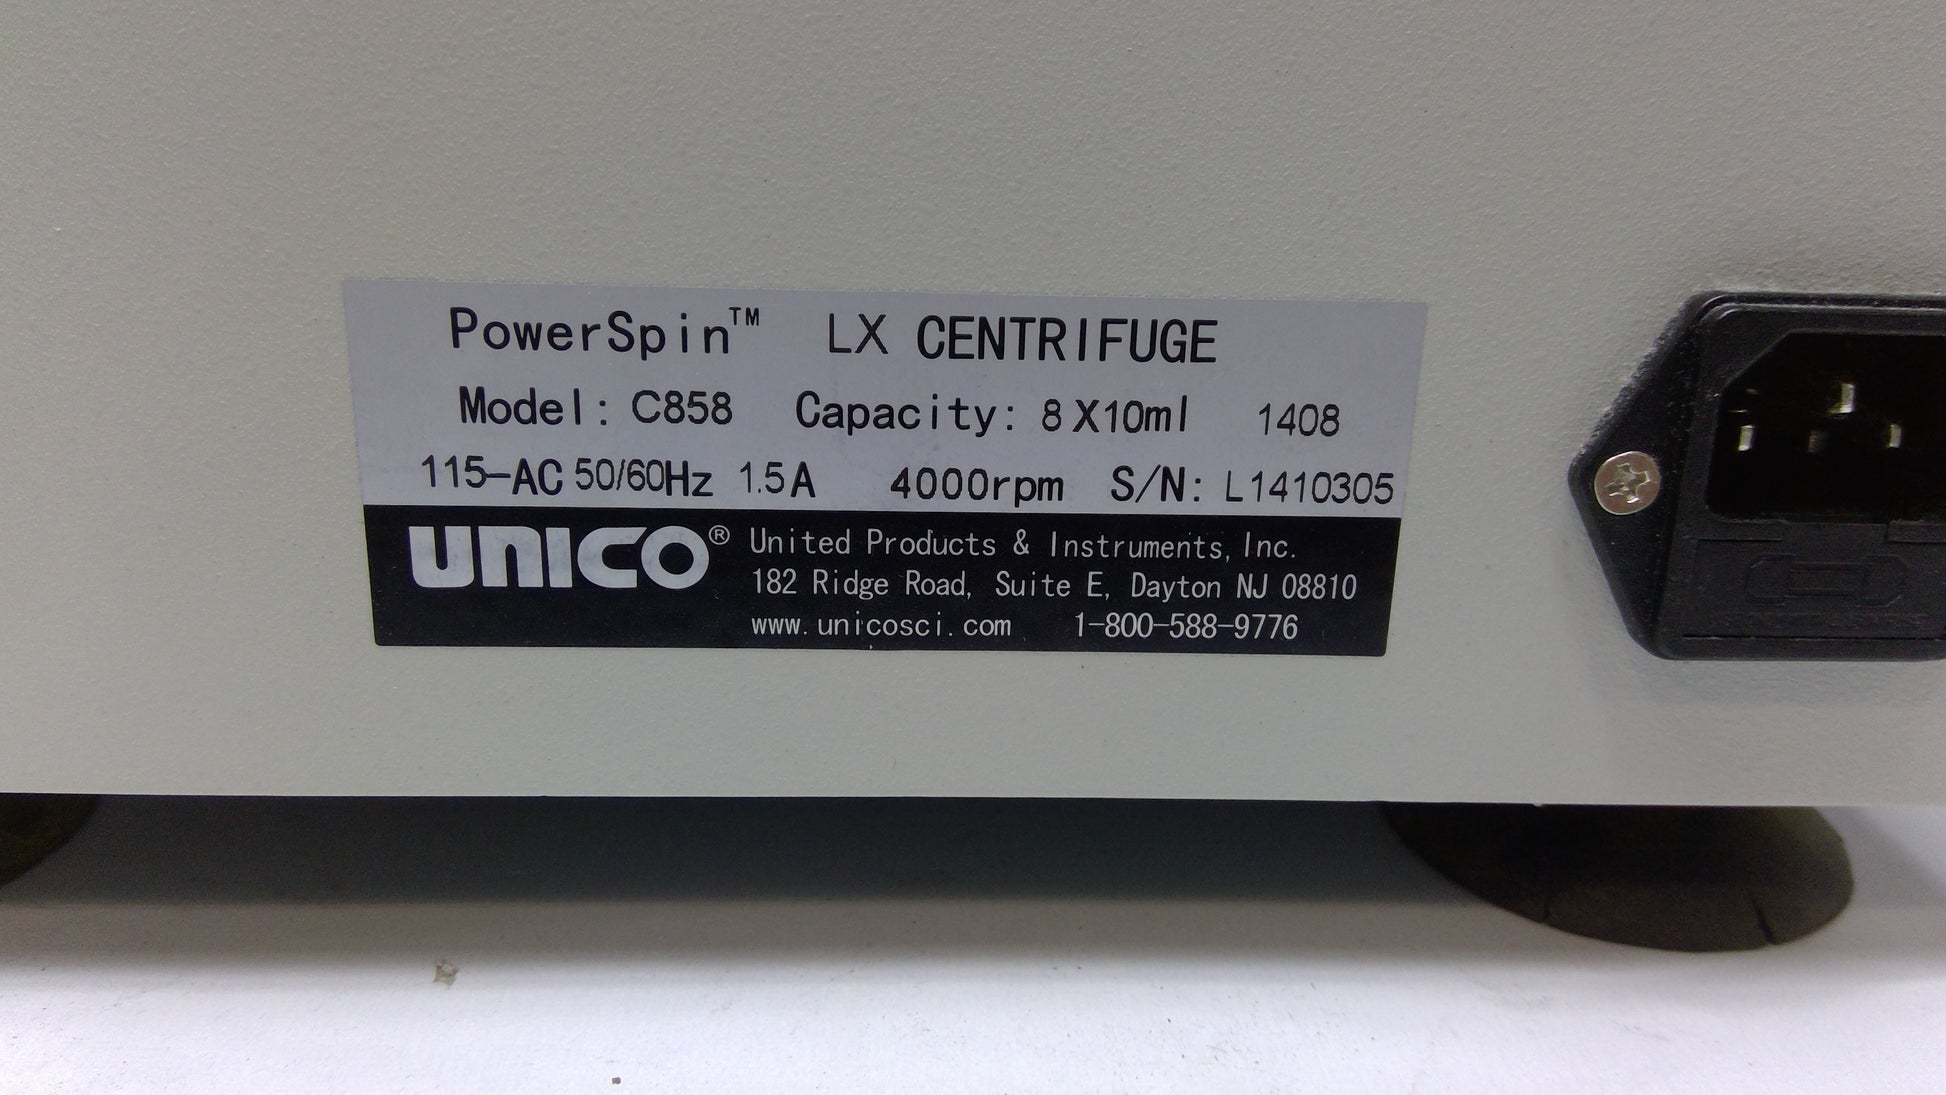 PowerSpin™ LX CENTRIFUGE
Model: C858 Capacity: 8X10ml 1408
115-AC 50/60Hz 1.5A 4000rpm S/N: L1410305
UNICO® United Products & Instruments, Inc.
182 Ridge Road, Suite E, Dayton NJ 08810
www.unicosci.com 1-800-588-9776